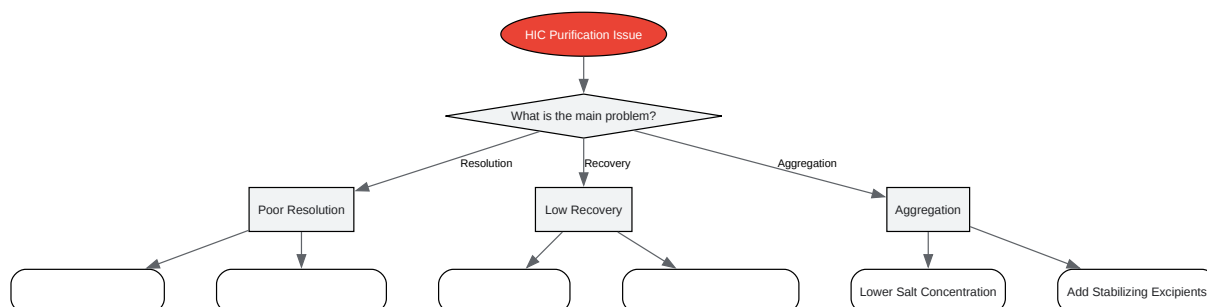 HIC Purification Issue
What is the main problem?
Resolution
Recovery
Aggregation
Poor Resolution
Low Recovery
Aggregation
Lower Salt Concentration
Add Stabilizing Excipients